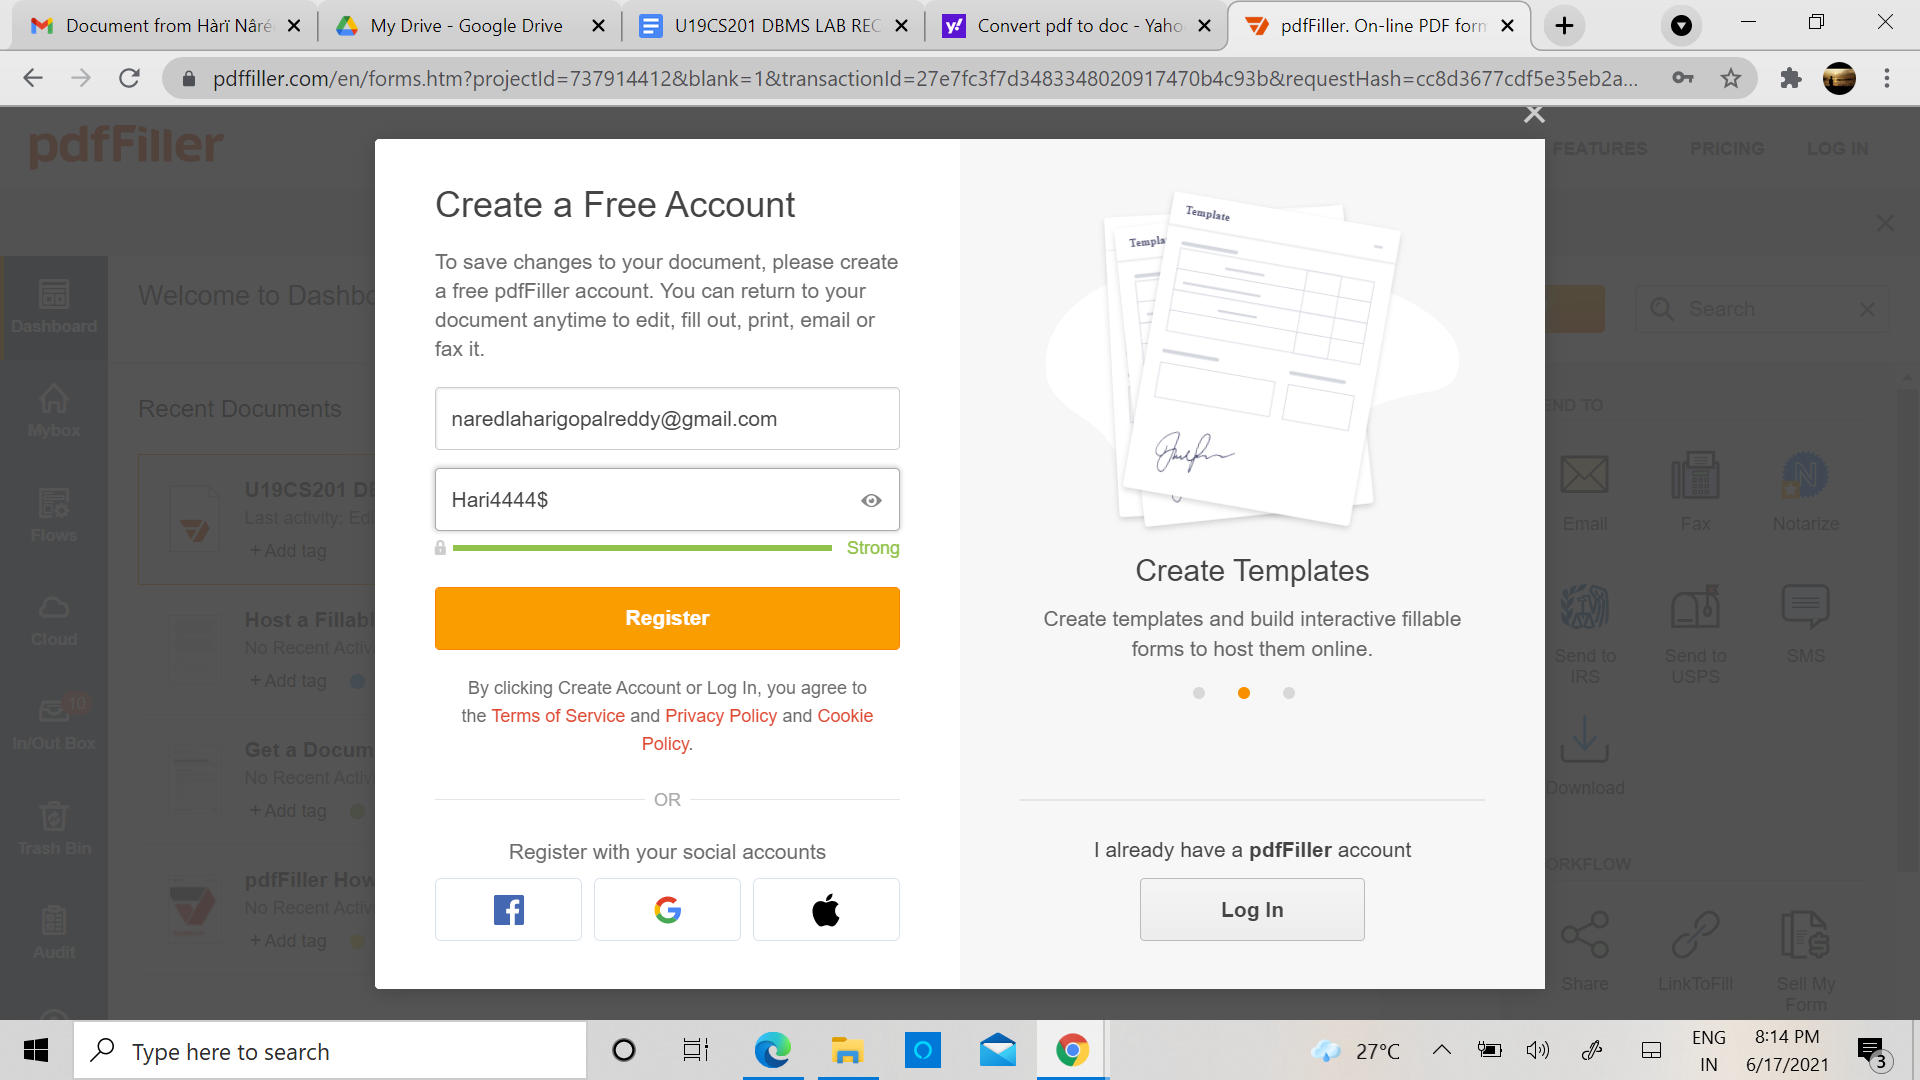 Document from Hàrï Nâré
My Drive - Google Drive
U19CS201 DBMS LAB REC
Convert pdf to doc - Yaho
pdfFiller. On-line PDF form
pdffiller.com/en/forms.htm?projectId=737914412&blank=1&transactionId=27e7fc3f7d3483348020917470b4c93b&requestHash=cc8d3677cdf5e35eb2a...
pdfFiller
FEATURES
PRICING
LOG IN
Welcome to Dashbo
Search
Dashboard
Mybox
Flows
Cloud
10
In/Out Box
Trash Bin
Audit
Recent Documents
U19CS201 D
Last activity: Ed
+ Add tag
Host a Fillabl
No Recent Activ
+ Add tag
Get a Docum
No Recent Activ
+ Add tag
pdfFiller How
No Recent Activ
+ Add tag
Create a Free Account
To save changes to your document, please create
a free pdfFiller account. You can return to your
document anytime to edit, fill out, print, email or
fax it.
naredlaharigopalreddy@gmail.com
Hari4444$
Strong
Register
By clicking Create Account or Log In, you agree to
the Terms of Service and Privacy Policy and Cookie
Policy.
OR
Register with your social accounts
Template
Templa
Create Templates
Create templates and build interactive fillable
forms to host them online.
I already have a pdfFiller account
Log In
END TO
Email
Fax
Notarize
Send to
IRS
Send to
USPS
SMS
Download
ORKFLOW
Share
LinkToFill
Sell My
Form
Type here to search
27°C
ENG
IN
8:14 PM
6/17/2021
3